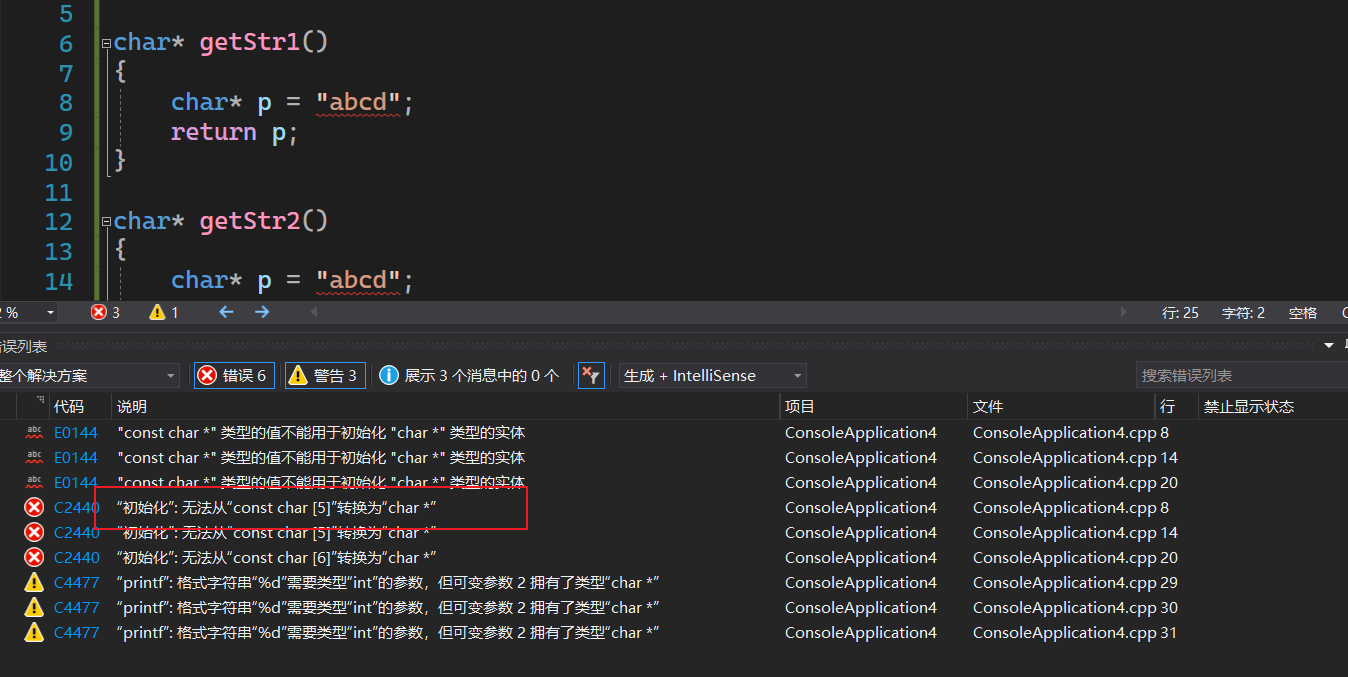 5
6 char* getStr1()
7 {
8 char* p = "abcd";
9 return p;
10 }
11
12 char* getStr2()
13 {
14 char* p = "abcd";
% 3 1 行: 25 字符: 2 空格
误列表
整个解决方案 错误 6 警告 3 展示 3 个消息中的 0 个 生成 + IntelliSense 搜索错误列表
代码 说明 项目 文件 行 禁止显示状态
abc E0144 "const char *" 类型的值不能用于初始化 "char *" 类型的实体 ConsoleApplication4 ConsoleApplication4.cpp 8
abc E0144 "const char *" 类型的值不能用于初始化 "char *" 类型的实体 ConsoleApplication4 ConsoleApplication4.cpp 14
abc E0144 "const char *" 类型的值不能用于初始化 "char *" 类型的实体 ConsoleApplication4 ConsoleApplication4.cpp 20
C2440 “初始化”: 无法从“const char [5]”转换为“char *” ConsoleApplication4 ConsoleApplication4.cpp 8
C2440 “初始化”: 无法从“const char [5]”转换为“char *” ConsoleApplication4 ConsoleApplication4.cpp 14
C2440 “初始化”: 无法从“const char [6]”转换为“char *” ConsoleApplication4 ConsoleApplication4.cpp 20
C4477 “printf”: 格式字符串“%d”需要类型“int”的参数，但可变参数 2 拥有了类型“char *” ConsoleApplication4 ConsoleApplication4.cpp 29
C4477 “printf”: 格式字符串“%d”需要类型“int”的参数，但可变参数 2 拥有了类型“char *” ConsoleApplication4 ConsoleApplication4.cpp 30
C4477 “printf”: 格式字符串“%d”需要类型“int”的参数，但可变参数 2 拥有了类型“char *” ConsoleApplication4 ConsoleApplication4.cpp 31